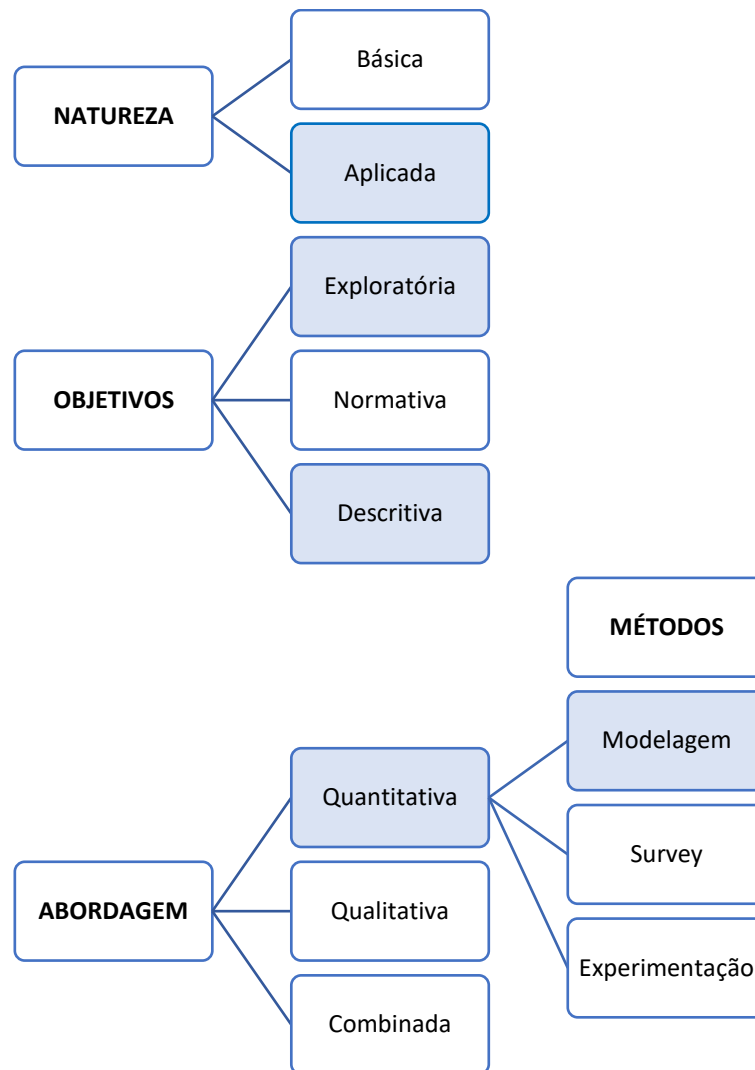 NATUREZA
Básica
Aplicada
OBJETIVOS
Exploratória
Normativa
Descritiva
ABORDAGEM
Quantitativa
Qualitativa
Combinada
MÉTODOS
Modelagem
Survey
Experimentação